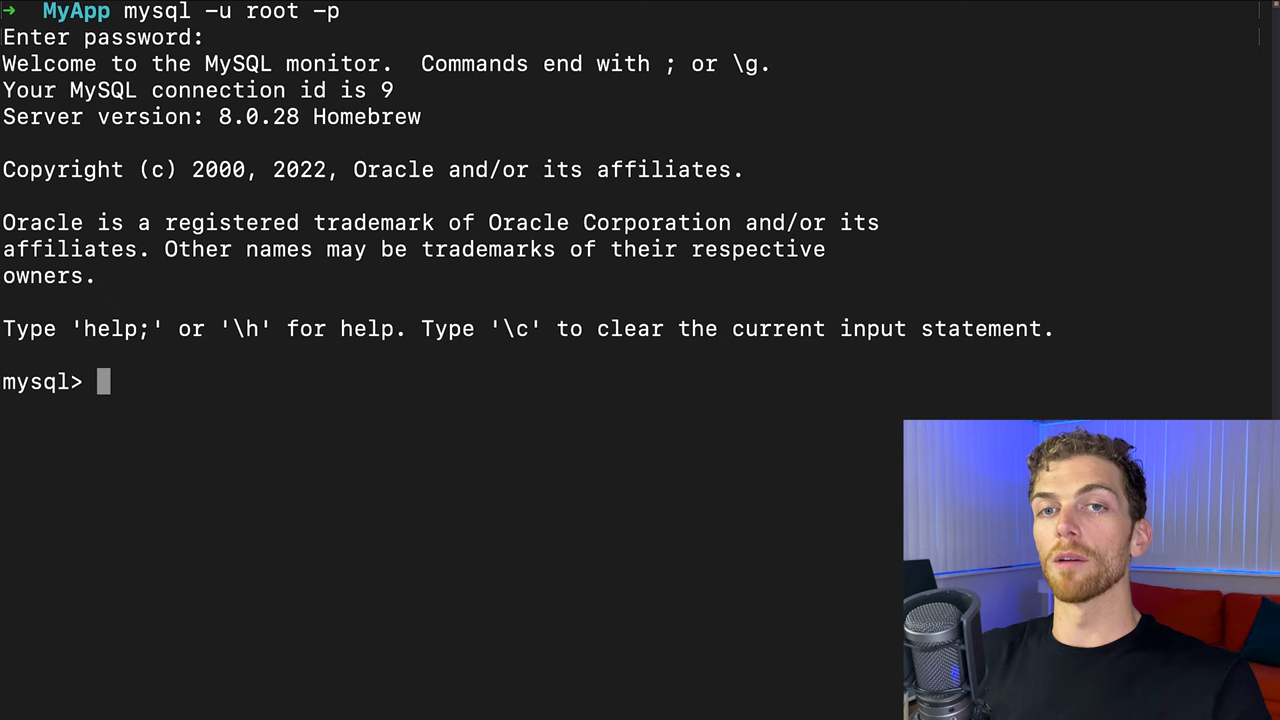 ➜  MyApp mysql -u root -p
Enter password:
Welcome to the MySQL monitor.  Commands end with ; or \g.
Your MySQL connection id is 9
Server version: 8.0.28 Homebrew

Copyright (c) 2000, 2022, Oracle and/or its affiliates.

Oracle is a registered trademark of Oracle Corporation and/or its
affiliates. Other names may be trademarks of their respective
owners.

Type 'help;' or '\h' for help. Type '\c' to clear the current input statement.

mysql>